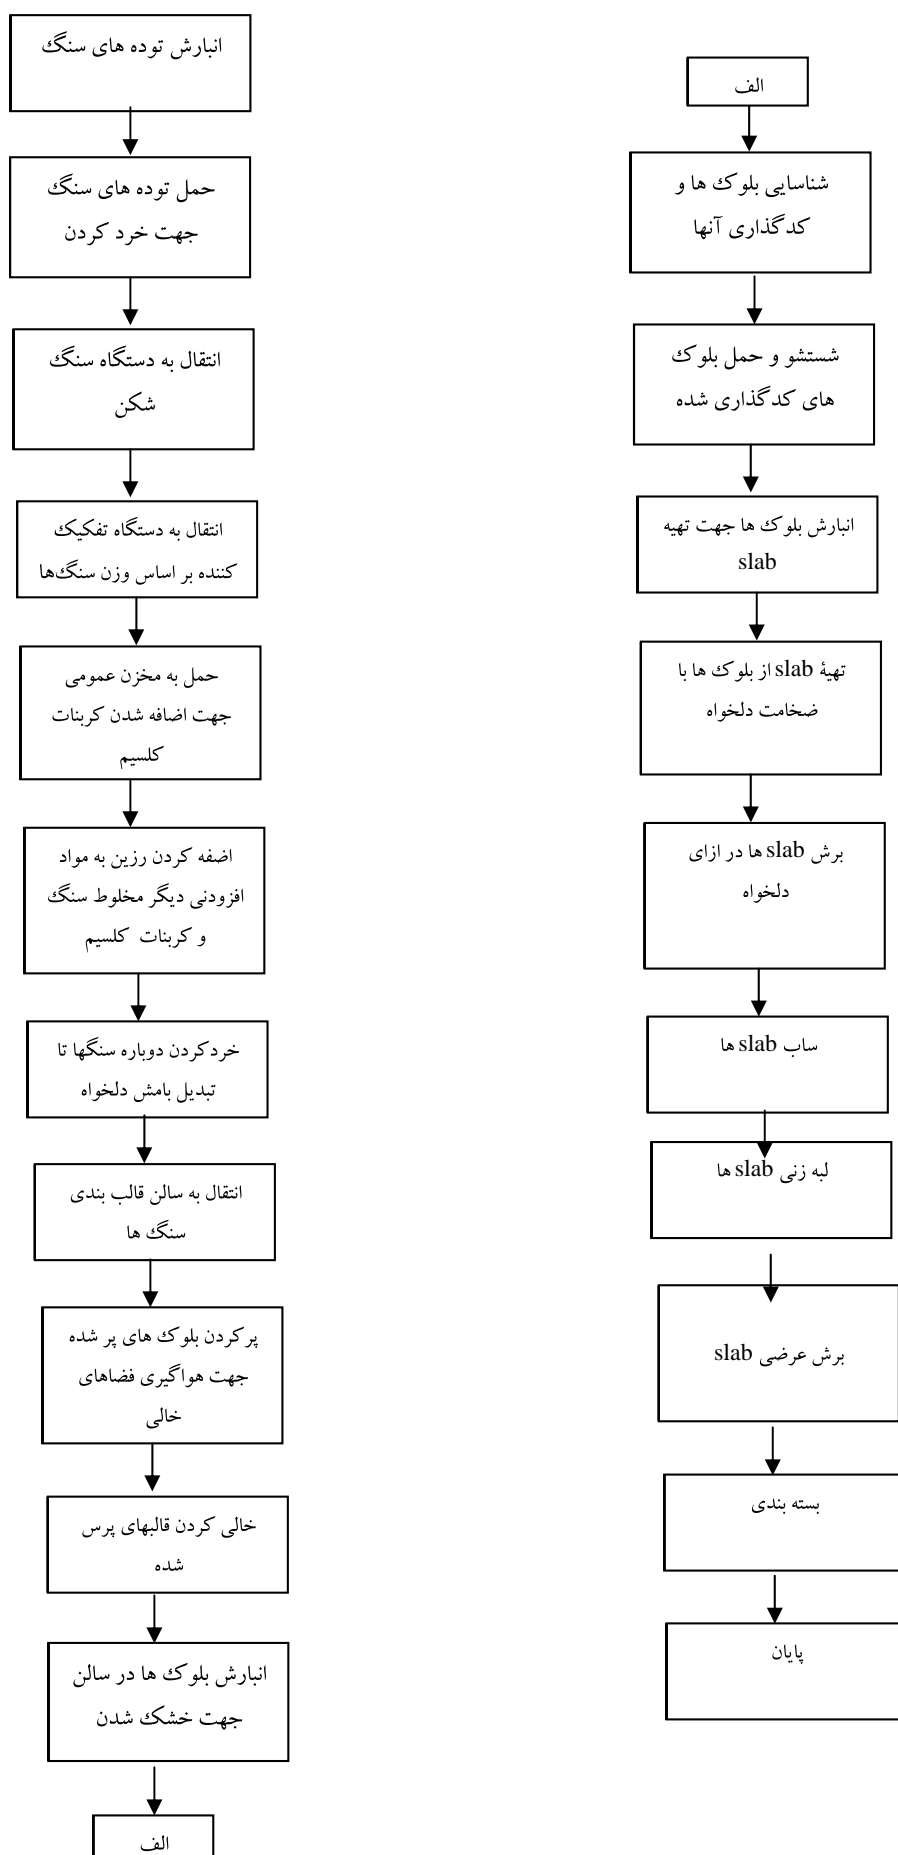 انبارش توده های سنگ
حمل توده های سنگ
جهت خرد کردن
انتقال به دستگاه سنگ
شکن
انتقال به دستگاه تفکیک
کننده بر اساس وزن سنگ‌ها
حمل به مخزن عمومی
جهت اضافه شدن کربنات
کلسیم
اضفه کردن رزین به مواد
افزودنی دیگر مخلوط سنگ
و کربنات کلسیم
خردکردن دوباره سنگها تا
تبدیل بامش دلخواه
انتقال به سالن قالب بندی
سنگ ها
پرکردن بلوک های پر شده
جهت هواگیری فضاهای
خالی
خالی کردن قالبهای پرس
شده
انبارش بلوک ها در سالن
جهت خشک شدن
الف
الف
شناسایی بلوک ها و
کدگذاری آنها
شستشو و حمل بلوک
های کدگذاری شده
انبارش بلوک ها جهت تهیه
slab
تهیۀ slab از بلوک ها با
ضخامت دلخواه
برش slab ها در ازای
دلخواه
ساب slab ها
لبه زنی slab ها
برش عرضی slab
بسته بندی
پایان